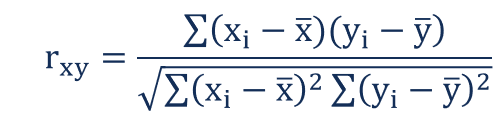 r_xy = ∑(x_i − x̄)(y_i − ȳ) / √∑(x_i − x̄)² ∑(y_i − ȳ)²